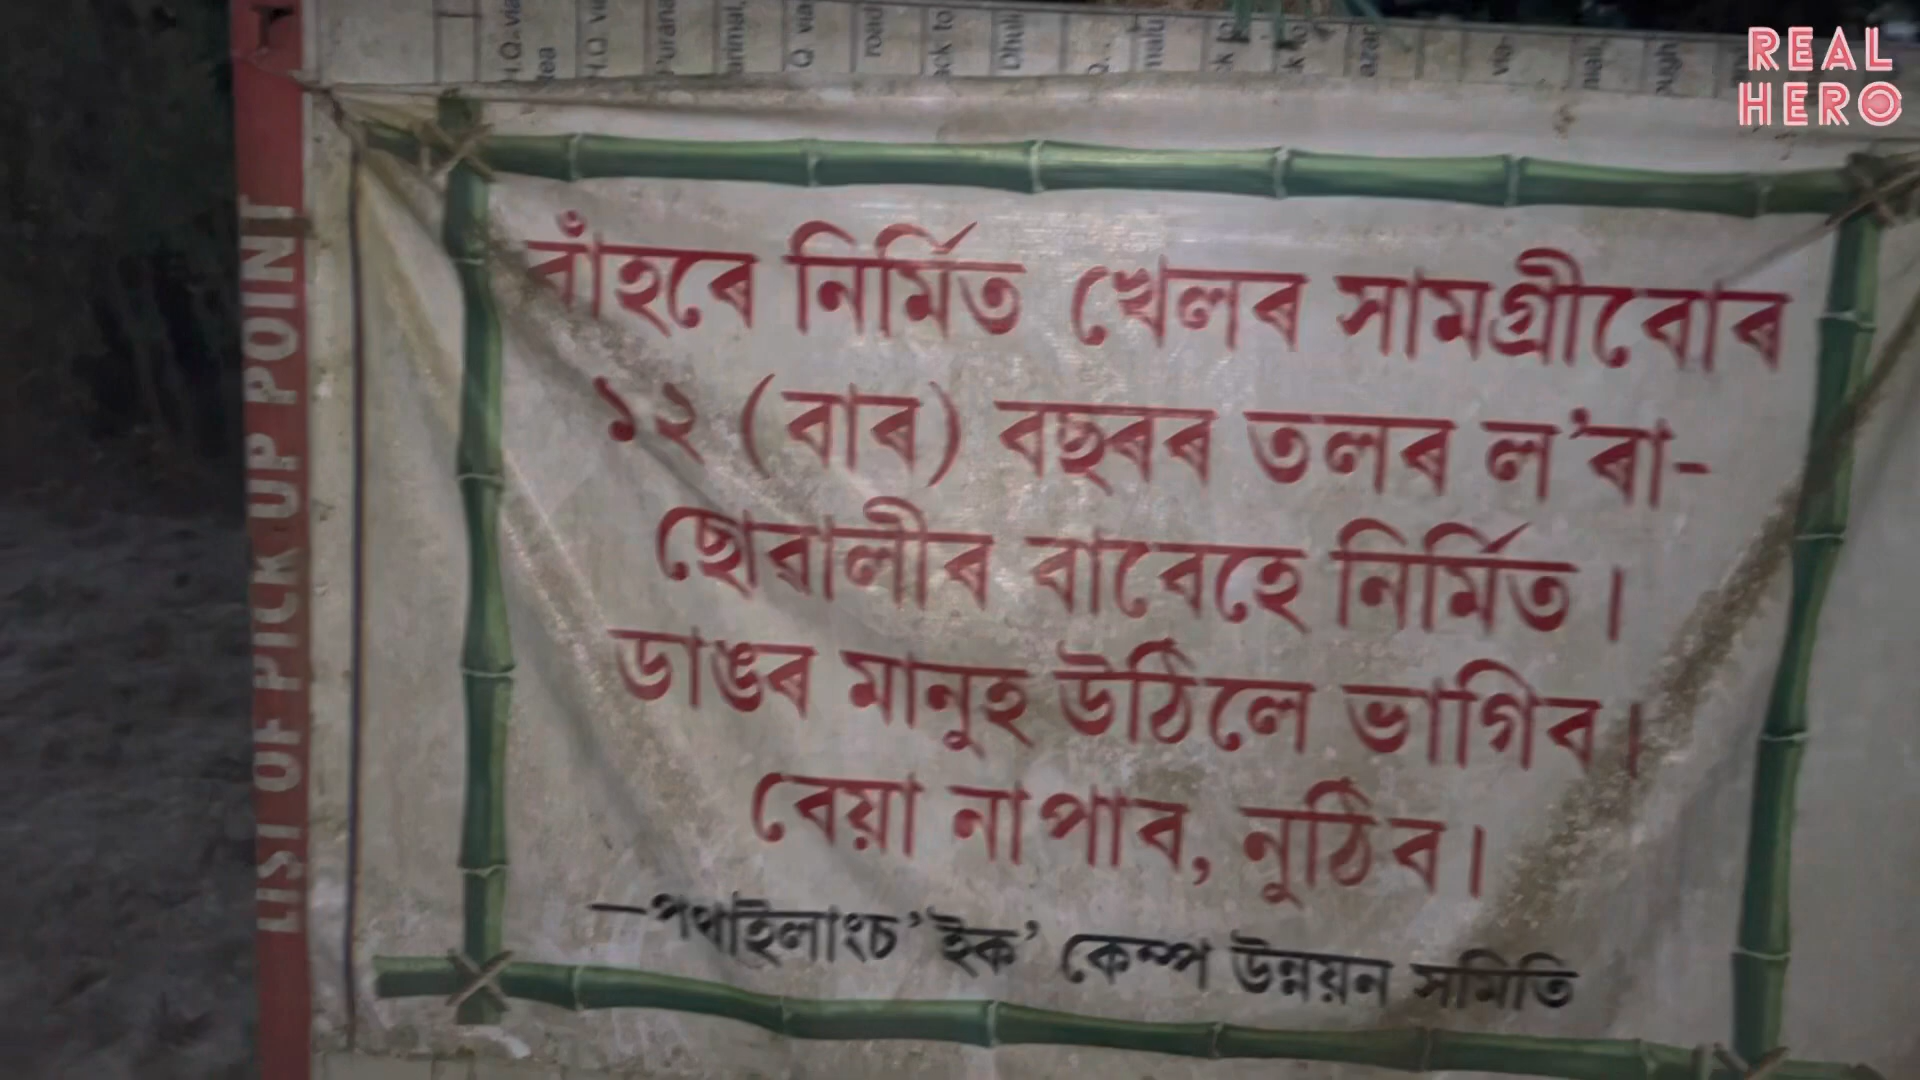 REAL
HERO
LIST OF PICK UP POINT
বাঁহৰে নিৰ্মিত খেলৰ সামগ্ৰীবোৰ
১২ (বাৰ) বছৰৰ তলৰ ল'ৰা-
ছোৱালীৰ বাবেহে নিৰ্মিত।
ডাঙৰ মানুহ উঠিলে ভাগিব।
বেয়া নাপাব, নুঠিব।
—পথাইলাংচ' ইক' কেম্প উন্নয়ন সমিতি